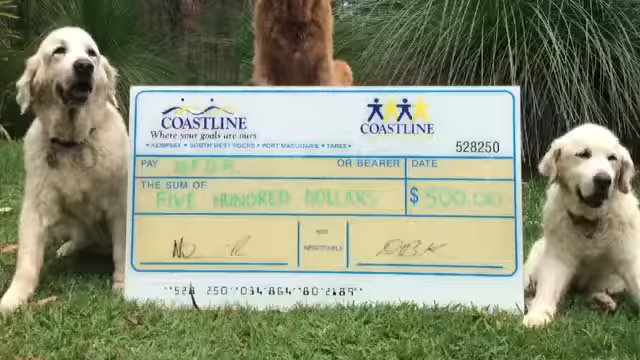 COASTLINE
Where your goals are ours
COASTLINE
• KEMPSEY • SOUTH WEST ROCKS • PORT MACQUARIE • TAREE •
528250
PAY OR BEARER DATE
THE SUM OF FIVE HUNDRED DOLLARS $500.00
NOT
NEGOTIABLE